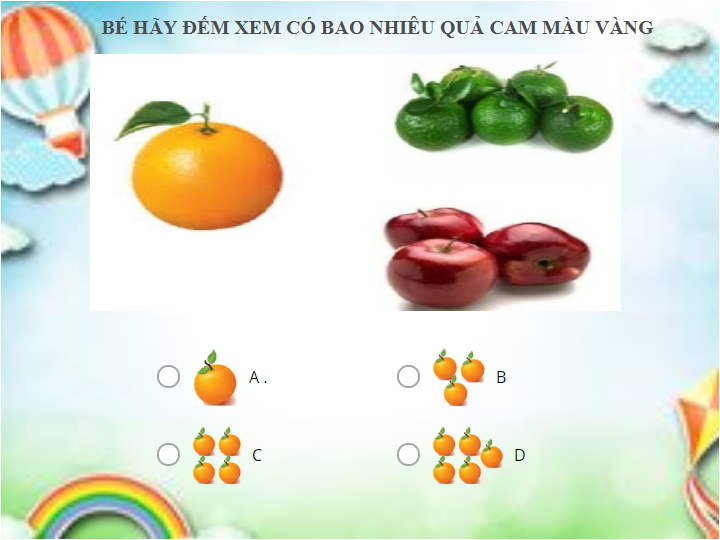 BÉ HÃY ĐẾM XEM CÓ BAO NHIÊU QUẢ CAM MÀU VÀNG
A .
B
C
D